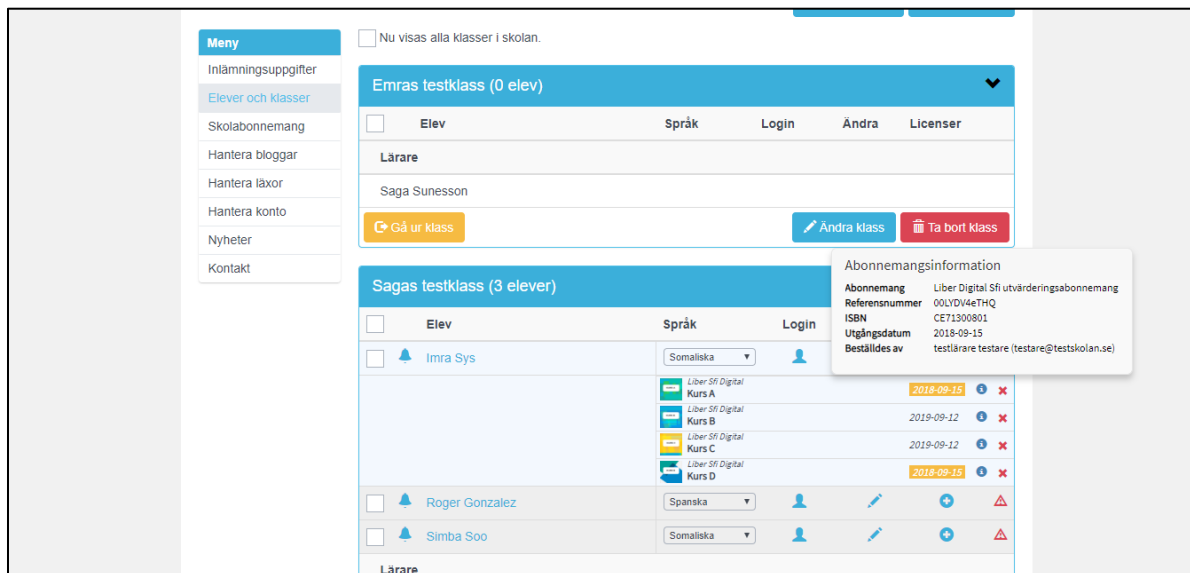 Meny
Inlämningsuppgifter
Elever och klasser
Skolabonnemang
Hantera bloggar
Hantera läxor
Hantera konto
Nyheter
Kontakt
Nu visas alla klasser i skolan.
Emras testklass (0 elev)
Elev Språk Login Ändra Licenser
Lärare
Saga Sunesson
Gå ur klass Ändra klass Ta bort klass
Abonnemangsinformation
Abonnemang Liber Digital Sfi utvärderingsabonnemang
Referensnummer 00LYDV4eTHQ
ISBN CE71300801
Utgångsdatum 2018-09-15
Beställdes av testlärare testare (testare@testskolan.se)
Sagas testklass (3 elever)
Elev Språk Login
Imra Sys Somaliska
Liber Sfi Digital
Kurs A 2018-09-15
Liber Sfi Digital
Kurs B 2019-09-12
Liber Sfi Digital
Kurs C 2019-09-12
Liber Sfi Digital
Kurs D 2018-09-15
Roger Gonzalez Spanska
Simba Soo Somaliska
Lärare